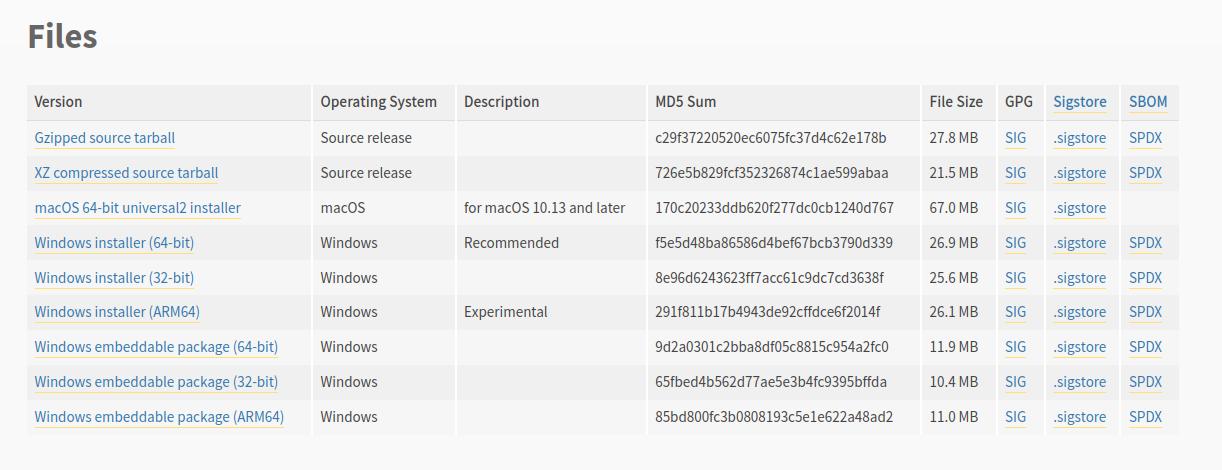 Files
Version Operating System Description MD5 Sum File Size GPG Sigstore SBOM
Gzipped source tarball Source release c29f37220520ec6075fc37d4c62e178b 27.8 MB SIG .sigstore SPDX
XZ compressed source tarball Source release 726e5b829fcf352326874c1ae599abaa 21.5 MB SIG .sigstore SPDX
macOS 64-bit universal2 installer macOS for macOS 10.13 and later 170c20233ddb620f277dc0cb1240d767 67.0 MB SIG .sigstore
Windows installer (64-bit) Windows Recommended f5e5d48ba86586d4bef67bcb3790d339 26.9 MB SIG .sigstore SPDX
Windows installer (32-bit) Windows 8e96d6243623ff7acc61c9dc7cd3638f 25.6 MB SIG .sigstore SPDX
Windows installer (ARM64) Windows Experimental 291f811b17b4943de92cffdce6f2014f 26.1 MB SIG .sigstore SPDX
Windows embeddable package (64-bit) Windows 9d2a0301c2bba8df05c8815c954a2fc0 11.9 MB SIG .sigstore SPDX
Windows embeddable package (32-bit) Windows 65fbed4b562d77ae5e3b4fc9395bffda 10.4 MB SIG .sigstore SPDX
Windows embeddable package (ARM64) Windows 85bd800fc3b0808193c5e1e622a48ad2 11.0 MB SIG .sigstore SPDX